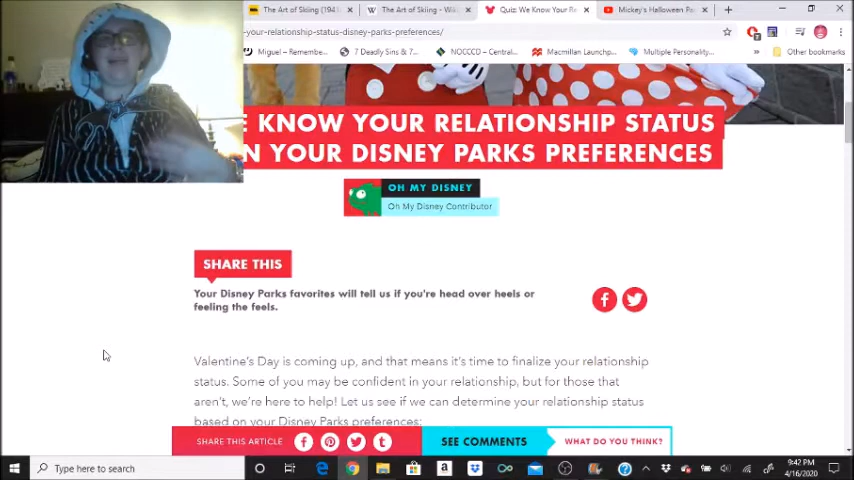 The Art of Skiing (1941
The Art of Skiing - Wiki
Quiz: We Know Your Re
Mickey's Halloween Pa
-your-relationship-status-disney-parks-preferences/
Miguel – Rememb
7 Deadly Sins & 7...
NOCCCD – Connec...
Macmillan Launchp...
Multiple Personality...
Other bookmarks
E KNOW YOUR RELATIONSHIP STATUS
N YOUR DISNEY PARKS PREFERENCES
OH MY DISNEY
Oh My Disney Contributor
SHARE THIS
Your Disney Parks favorites will tell us if you're head over heels or
feeling the feels.
Valentine's Day is coming up, and that means it's time to finalize your relationship
status. Some of you may be confident in your relationship, but for those that
aren't, we're here to help! Let us see if we can determine your relationship status
based on your Disney Parks preferences:
SHARE THIS ARTICLE
SEE COMMENTS
WHAT DO YOU THINK?
Type here to search
9:42 PM
4/16/2020